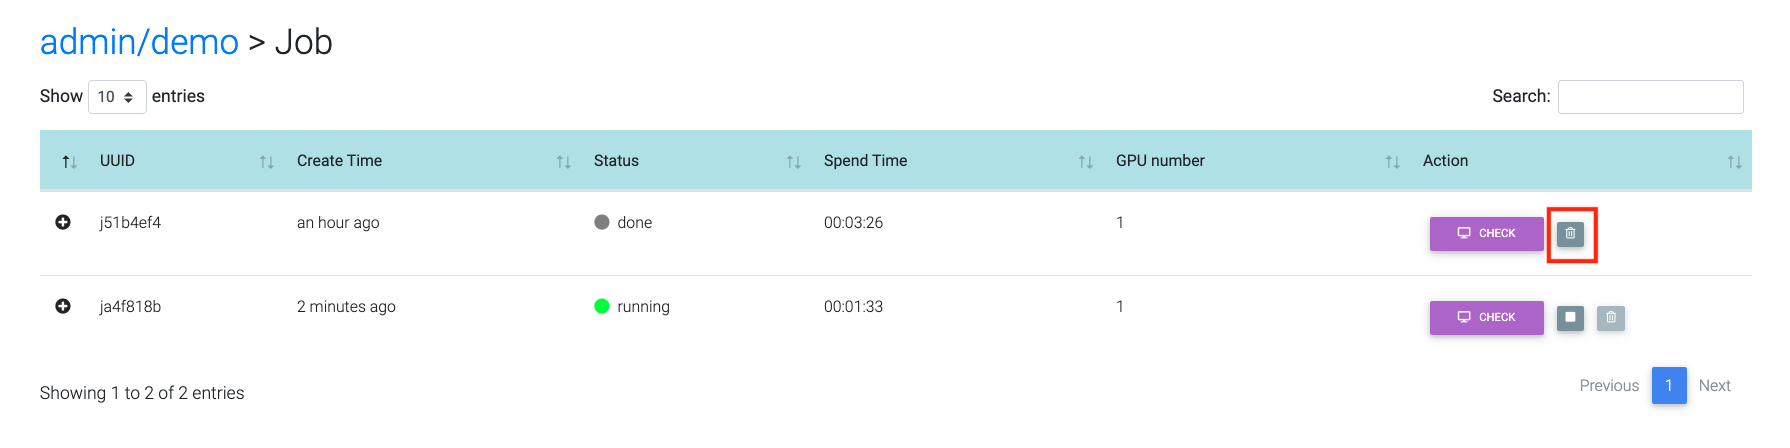 admin/demo > Job
Show 10 entries Search:
UUID Create Time Status Spend Time GPU number Action
j51b4ef4 an hour ago done 00:03:26 1 CHECK
ja4f818b 2 minutes ago running 00:01:33 1 CHECK
Showing 1 to 2 of 2 entries Previous 1 Next